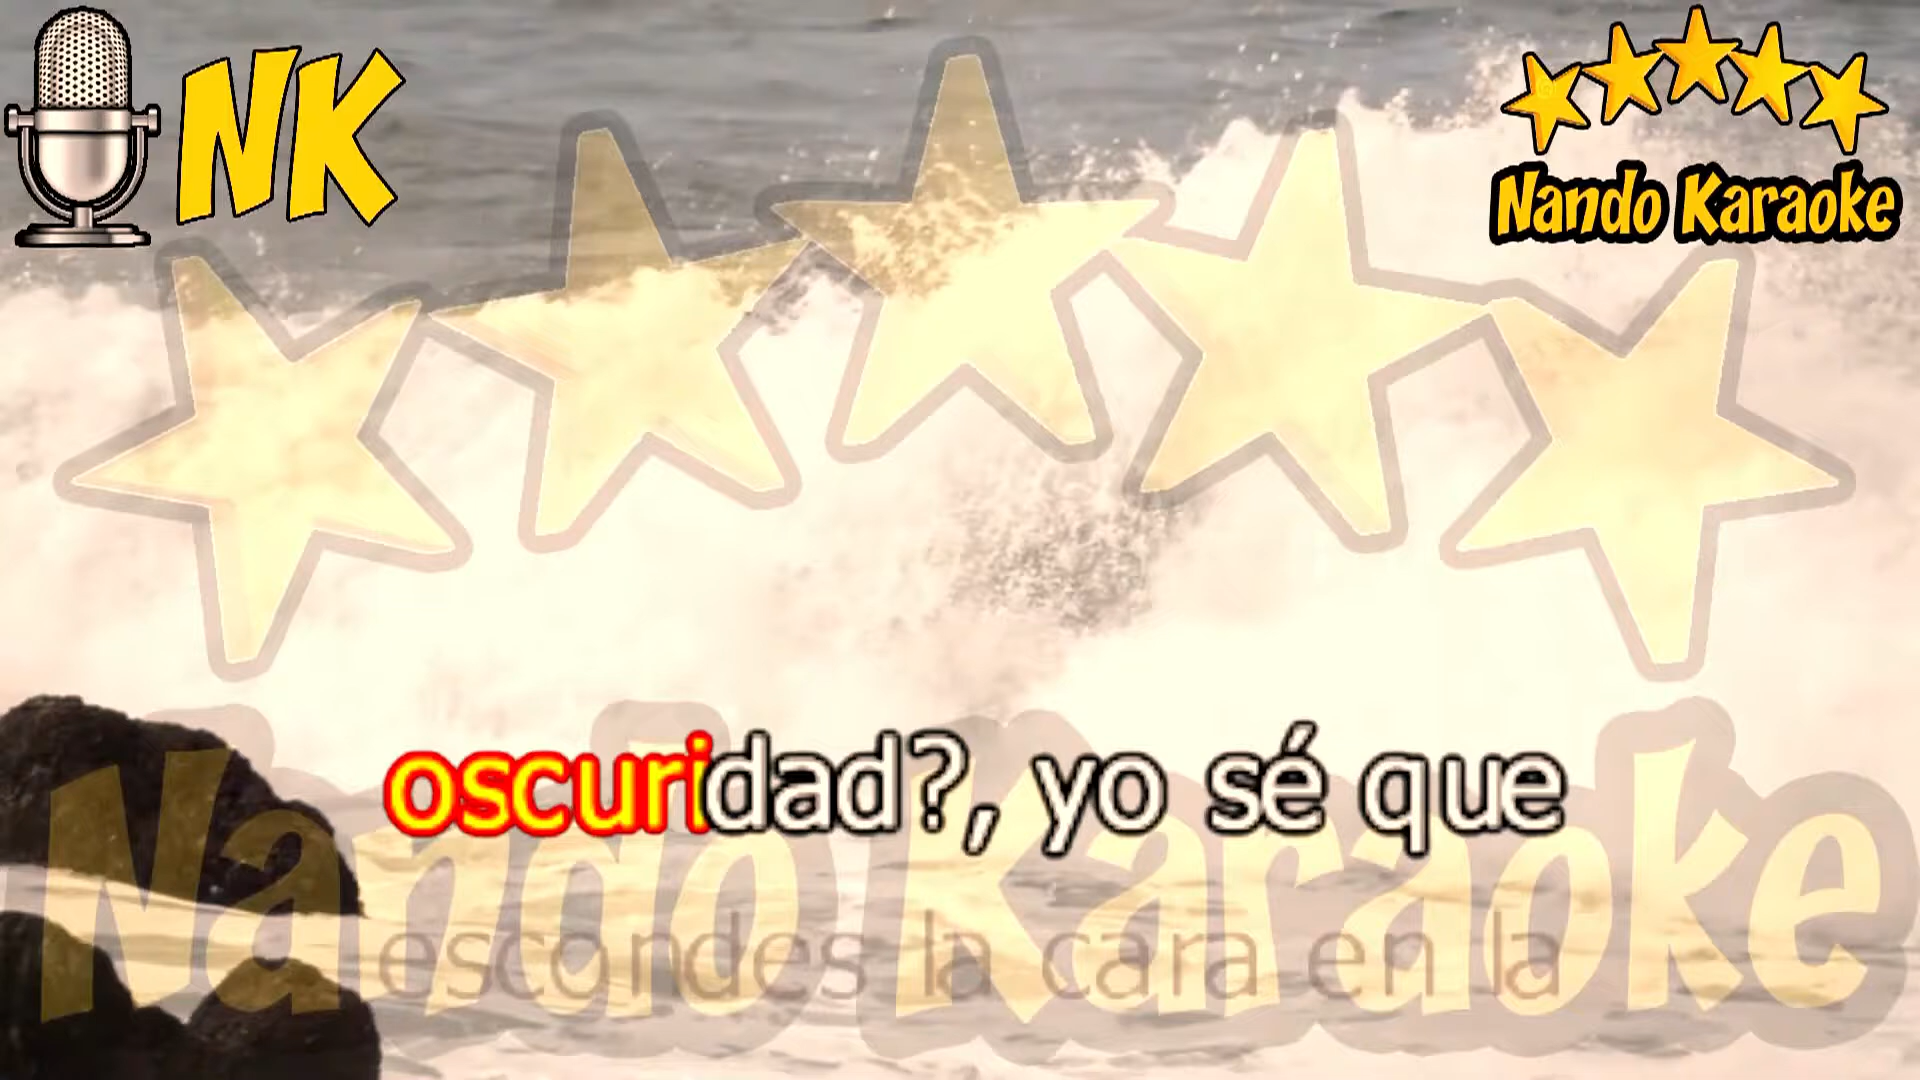 NK
Nando Karaoke
oscuridad?, yo sé que
escondes la cara en la
Nando Karaoke